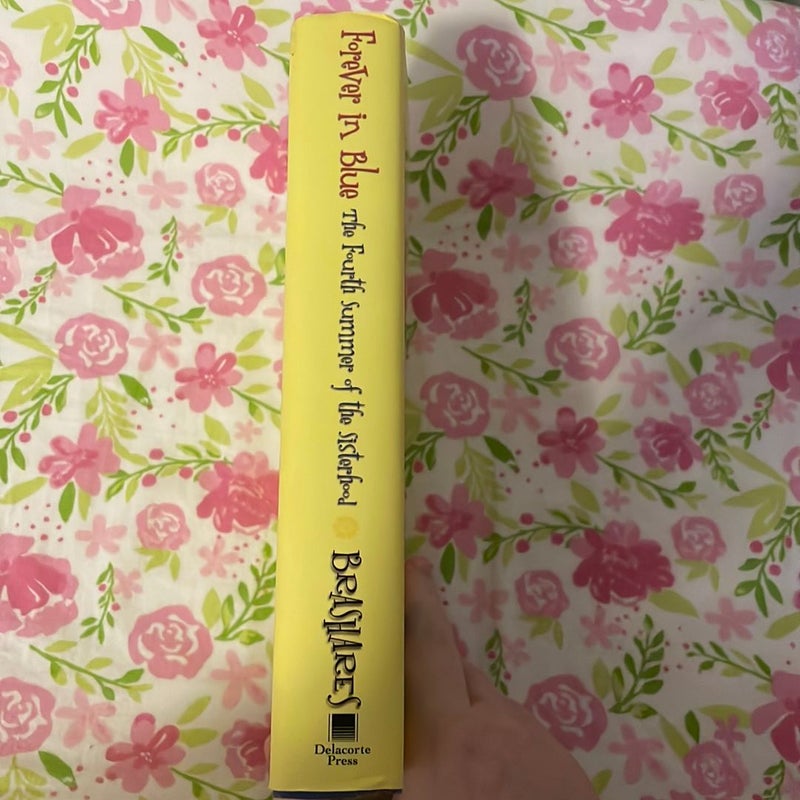 Forever in Blue The Fourth Summer of the Sisterhood BRASHARES
Delacorte
Press